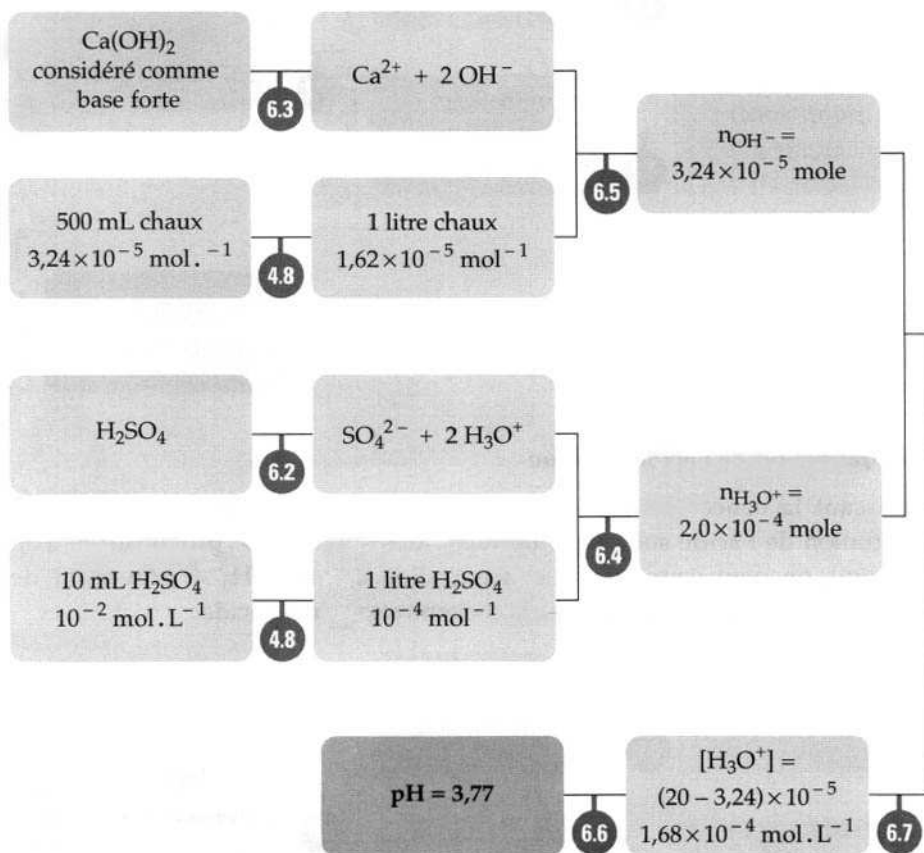 Ca(OH)₂
considéré comme
base forte
6.3
Ca²⁺ + 2 OH⁻
500 mL chaux
3,24×10⁻⁵ mol.⁻¹
4.8
1 litre chaux
1,62×10⁻⁵ mol⁻¹
6.5
n_OH⁻ =
3,24×10⁻⁵ mole
H₂SO₄
6.2
SO₄²⁻ + 2 H₃O⁺
10 mL H₂SO₄
10⁻² mol.L⁻¹
4.8
1 litre H₂SO₄
10⁻⁴ mol⁻¹
6.4
n_H₃O⁺ =
2,0×10⁻⁴ mole
pH = 3,77
6.6
[H₃O⁺] =
(20 – 3,24)×10⁻⁵
1,68×10⁻⁴ mol.L⁻¹
6.7